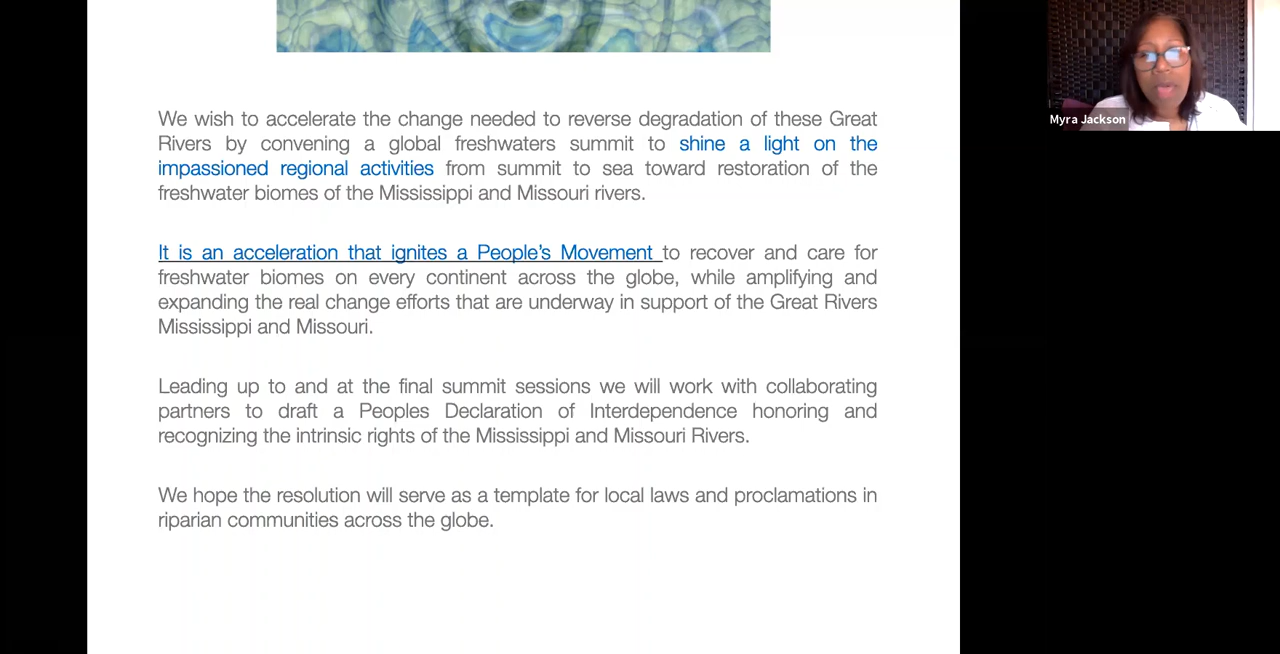 We wish to accelerate the change needed to reverse degradation of these Great
Rivers by convening a global freshwaters summit to shine a light on the
impassioned regional activities from summit to sea toward restoration of the
freshwater biomes of the Mississippi and Missouri rivers.
It is an acceleration that ignites a People's Movement to recover and care for
freshwater biomes on every continent across the globe, while amplifying and
expanding the real change efforts that are underway in support of the Great Rivers
Mississippi and Missouri.
Leading up to and at the final summit sessions we will work with collaborating
partners to draft a Peoples Declaration of Interdependence honoring and
recognizing the intrinsic rights of the Mississippi and Missouri Rivers.
We hope the resolution will serve as a template for local laws and proclamations in
riparian communities across the globe.
Myra Jackson